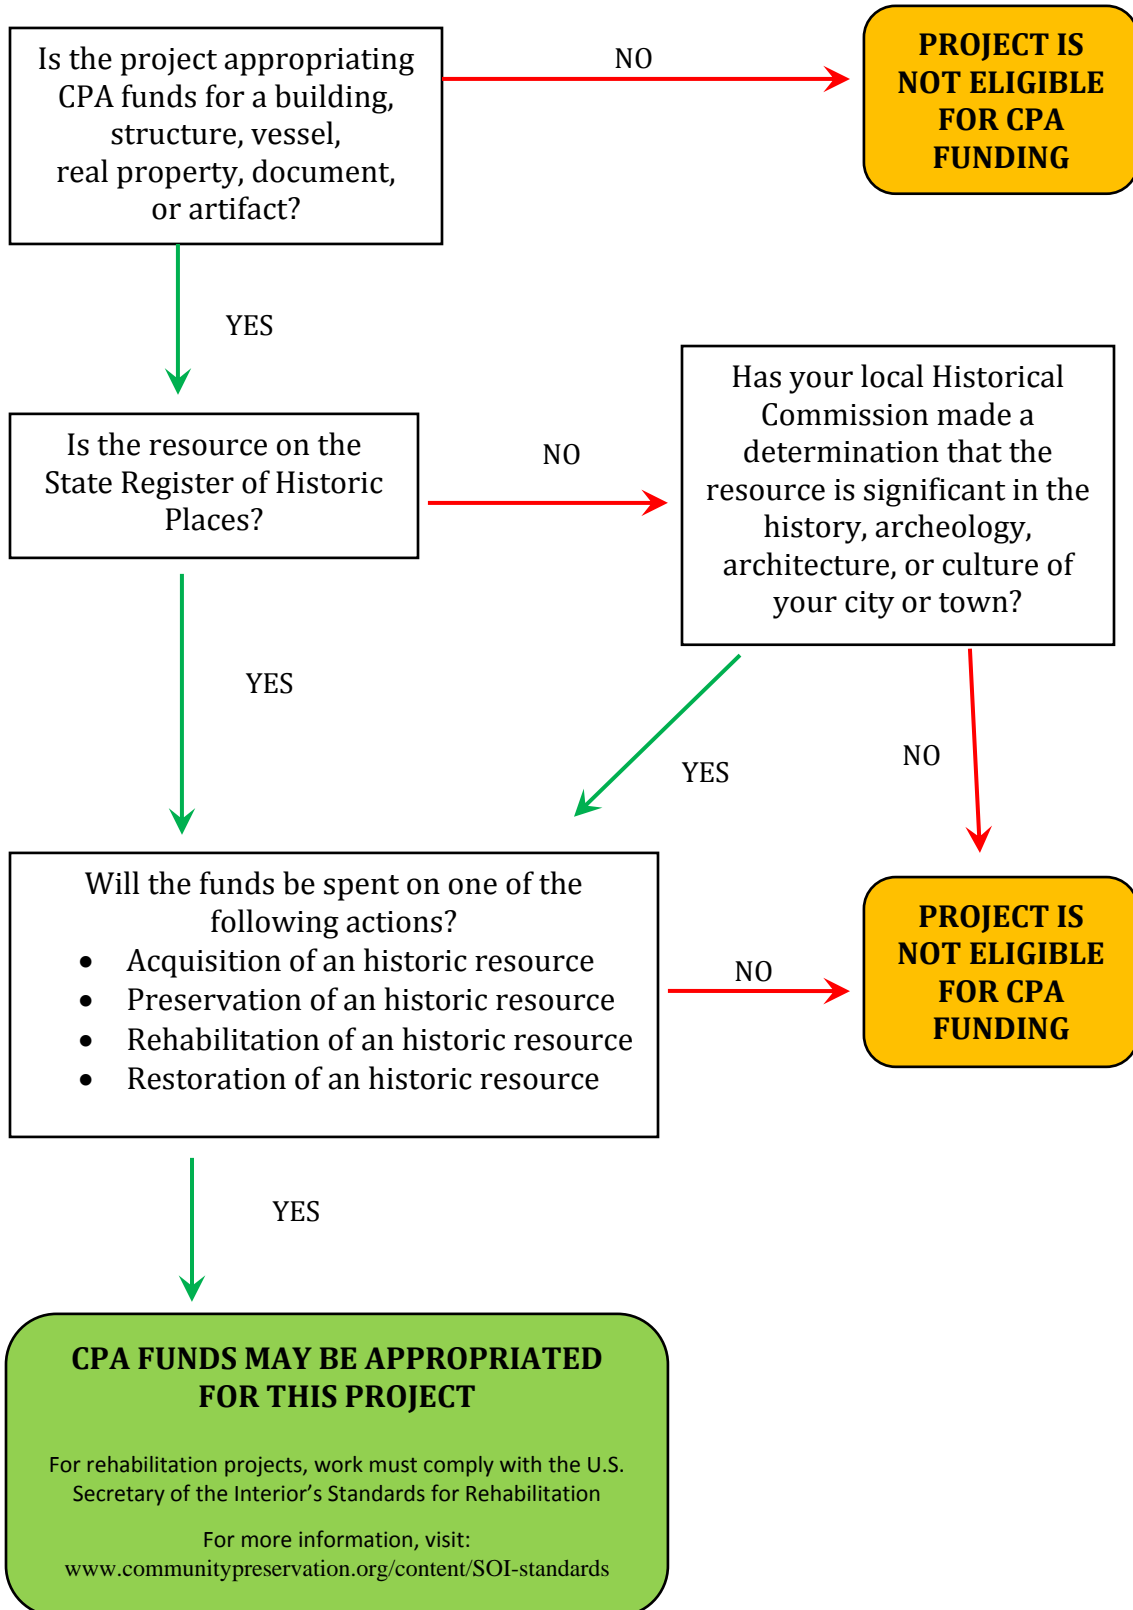 Is the project appropriating
CPA funds for a building,
structure, vessel,
real property, document,
or artifact?
NO
PROJECT IS
NOT ELIGIBLE
FOR CPA
FUNDING
YES
Is the resource on the
State Register of Historic
Places?
NO
Has your local Historical
Commission made a
determination that the
resource is significant in the
history, archeology,
architecture, or culture of
your city or town?
YES
YES
NO
Will the funds be spent on one of the
following actions?
• Acquisition of an historic resource
• Preservation of an historic resource
• Rehabilitation of an historic resource
• Restoration of an historic resource
NO
PROJECT IS
NOT ELIGIBLE
FOR CPA
FUNDING
YES
CPA FUNDS MAY BE APPROPRIATED
FOR THIS PROJECT
For rehabilitation projects, work must comply with the U.S.
Secretary of the Interior’s Standards for Rehabilitation
For more information, visit:
www.communitypreservation.org/content/SOI-standards